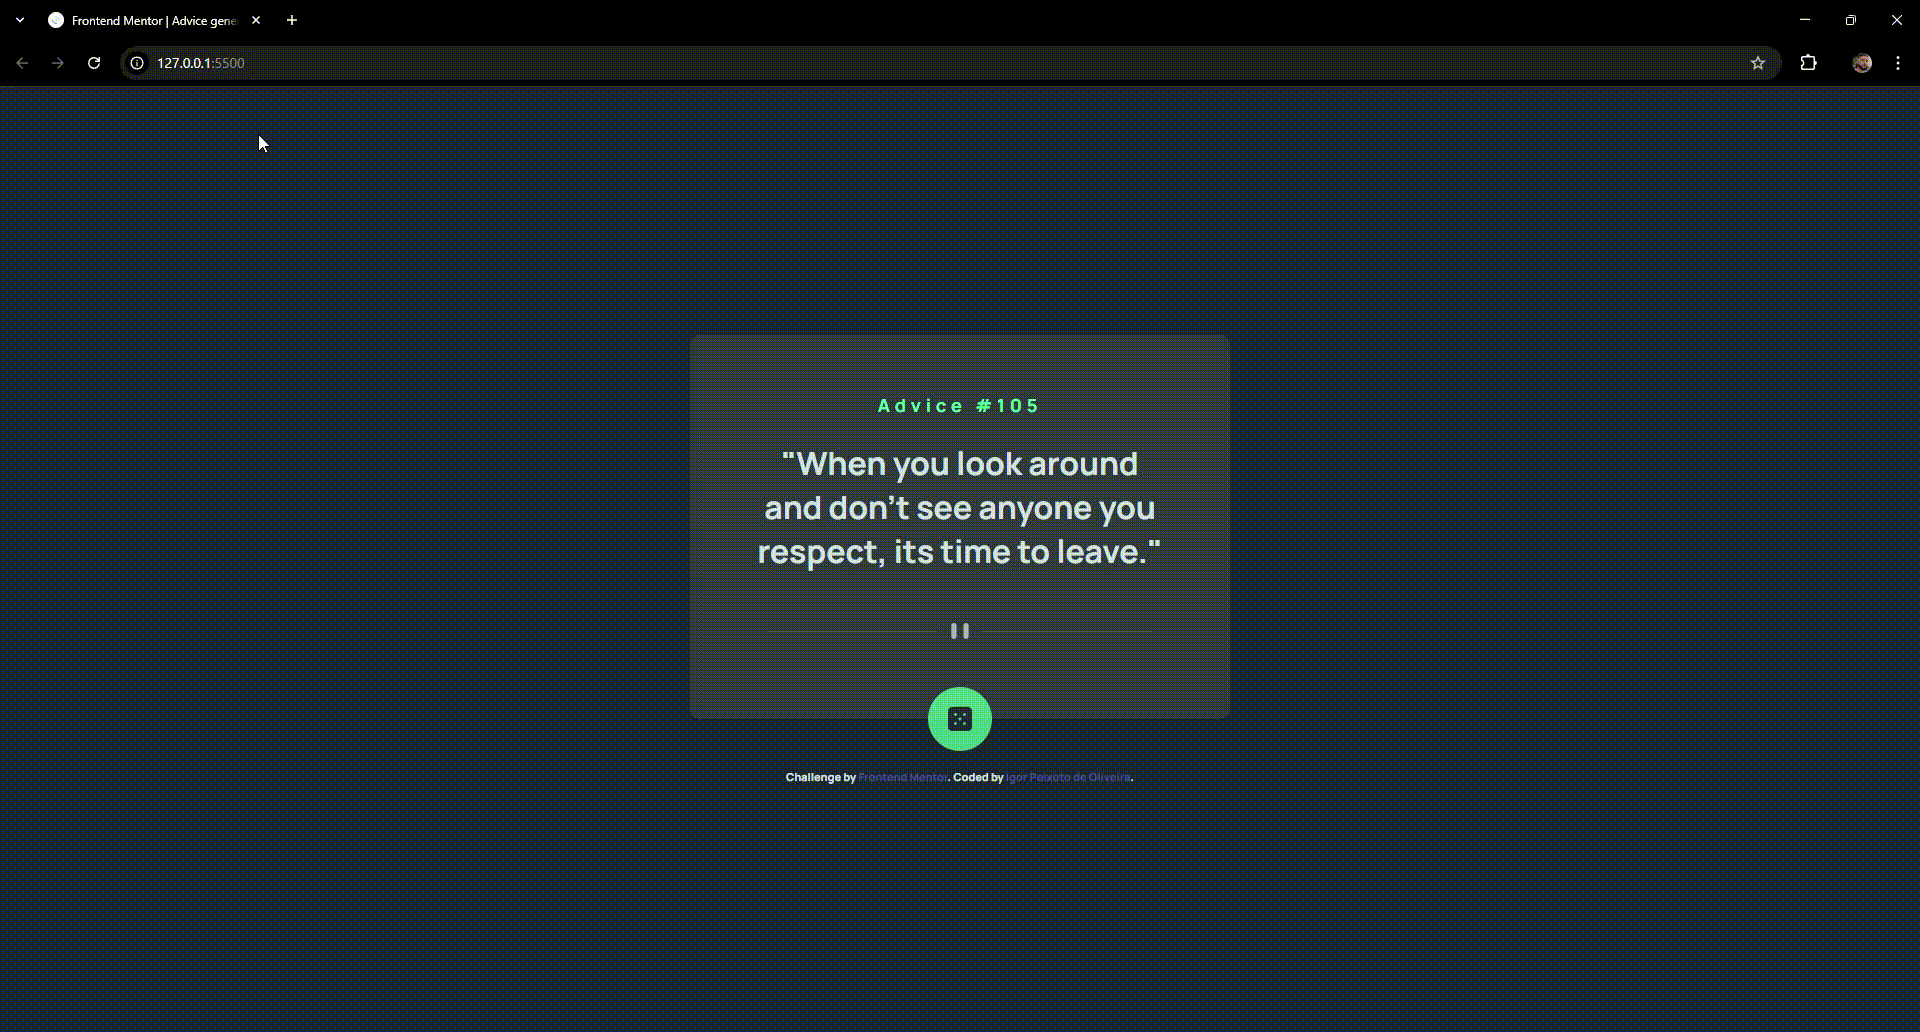 Frontend Mentor | Advice gene
127.0.0.1:5500
Advice #105
"When you look around
and don't see anyone you
respect, its time to leave."
Challenge by Frontend Mentor. Coded by Igor Peixoto de Oliveira.